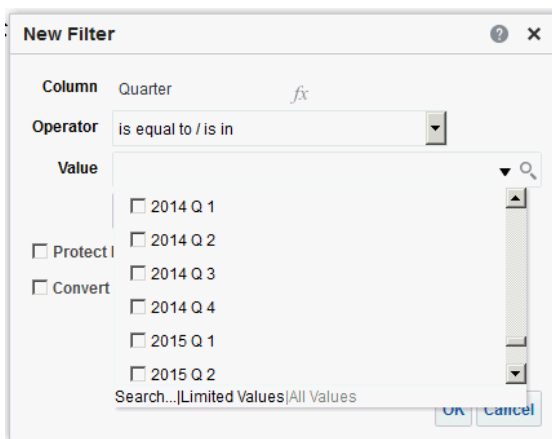 New Filter
Column Quarter fx
Operator is equal to / is in
Value
2014 Q 1
2014 Q 2
Protect
2014 Q 3
Convert
2014 Q 4
2015 Q 1
2015 Q 2
Search...|Limited Values|All Values
OK Cancel